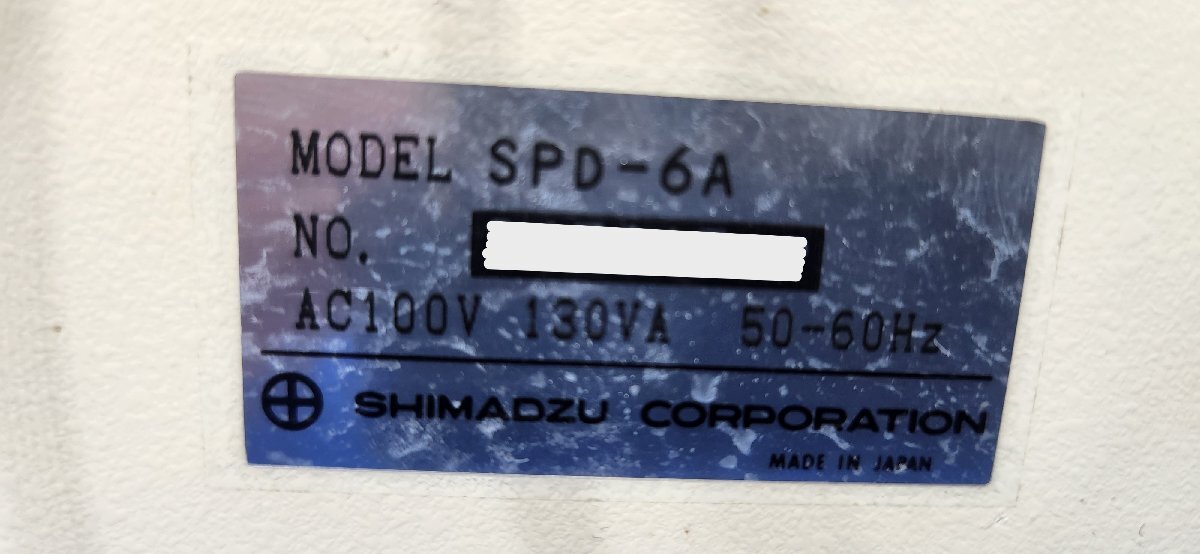 MODEL SPD-6A
NO.
AC100V 130VA 50-60Hz
SHIMADZU CORPORATION
MADE IN JAPAN